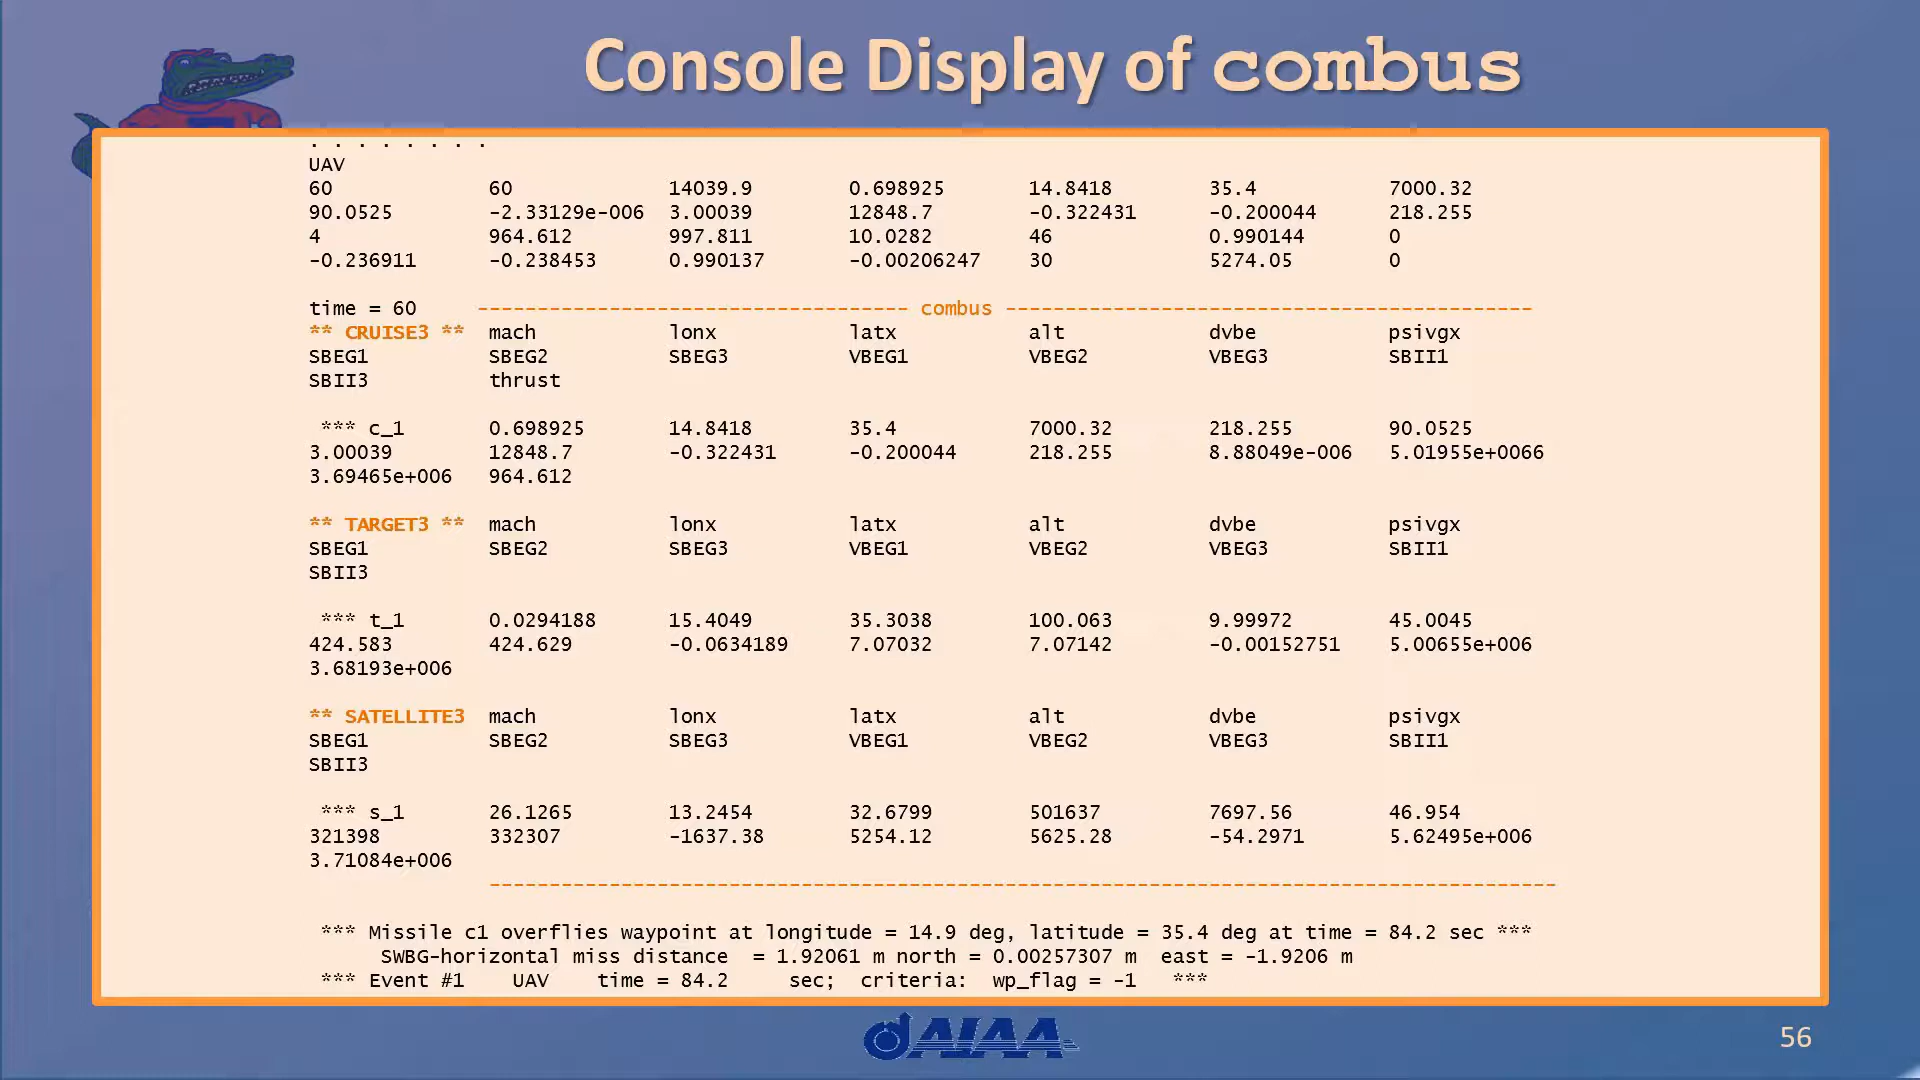 Console Display of combus
. . . . . . . .
UAV
60 60 14039.9 0.698925 14.8418 35.4 7000.32
90.0525 -2.33129e-006 3.00039 12848.7 -0.322431 -0.200044 218.255
4 964.612 997.811 10.0282 46 0.990144 0
-0.236911 -0.238453 0.990137 -0.00206247 30 5274.05 0
time = 60 ------------------------------------ combus --------------------------------------------
** CRUISE3 ** mach lonx latx alt dvbe psivgx
SBEG1 SBEG2 SBEG3 VBEG1 VBEG2 VBEG3 SBII1
SBII3 thrust
*** c_1 0.698925 14.8418 35.4 7000.32 218.255 90.0525
3.00039 12848.7 -0.322431 -0.200044 218.255 8.88049e-006 5.01955e+0066
3.69465e+006 964.612
** TARGET3 ** mach lonx latx alt dvbe psivgx
SBEG1 SBEG2 SBEG3 VBEG1 VBEG2 VBEG3 SBII1
SBII3
*** t_1 0.0294188 15.4049 35.3038 100.063 9.99972 45.0045
424.583 424.629 -0.0634189 7.07032 7.07142 -0.00152751 5.00655e+006
3.68193e+006
** SATELLITE3 mach lonx latx alt dvbe psivgx
SBEG1 SBEG2 SBEG3 VBEG1 VBEG2 VBEG3 SBII1
SBII3
*** s_1 26.1265 13.2454 32.6799 501637 7697.56 46.954
321398 332307 -1637.38 5254.12 5625.28 -54.2971 5.62495e+006
3.71084e+006
-----------------------------------------------------------------------------------------
*** Missile c1 overflies waypoint at longitude = 14.9 deg, latitude = 35.4 deg at time = 84.2 sec ***
SWBG-horizontal miss distance = 1.92061 m north = 0.00257307 m east = -1.9206 m
*** Event #1 UAV time = 84.2 sec; criteria: wp_flag = -1 ***
AIAA
56